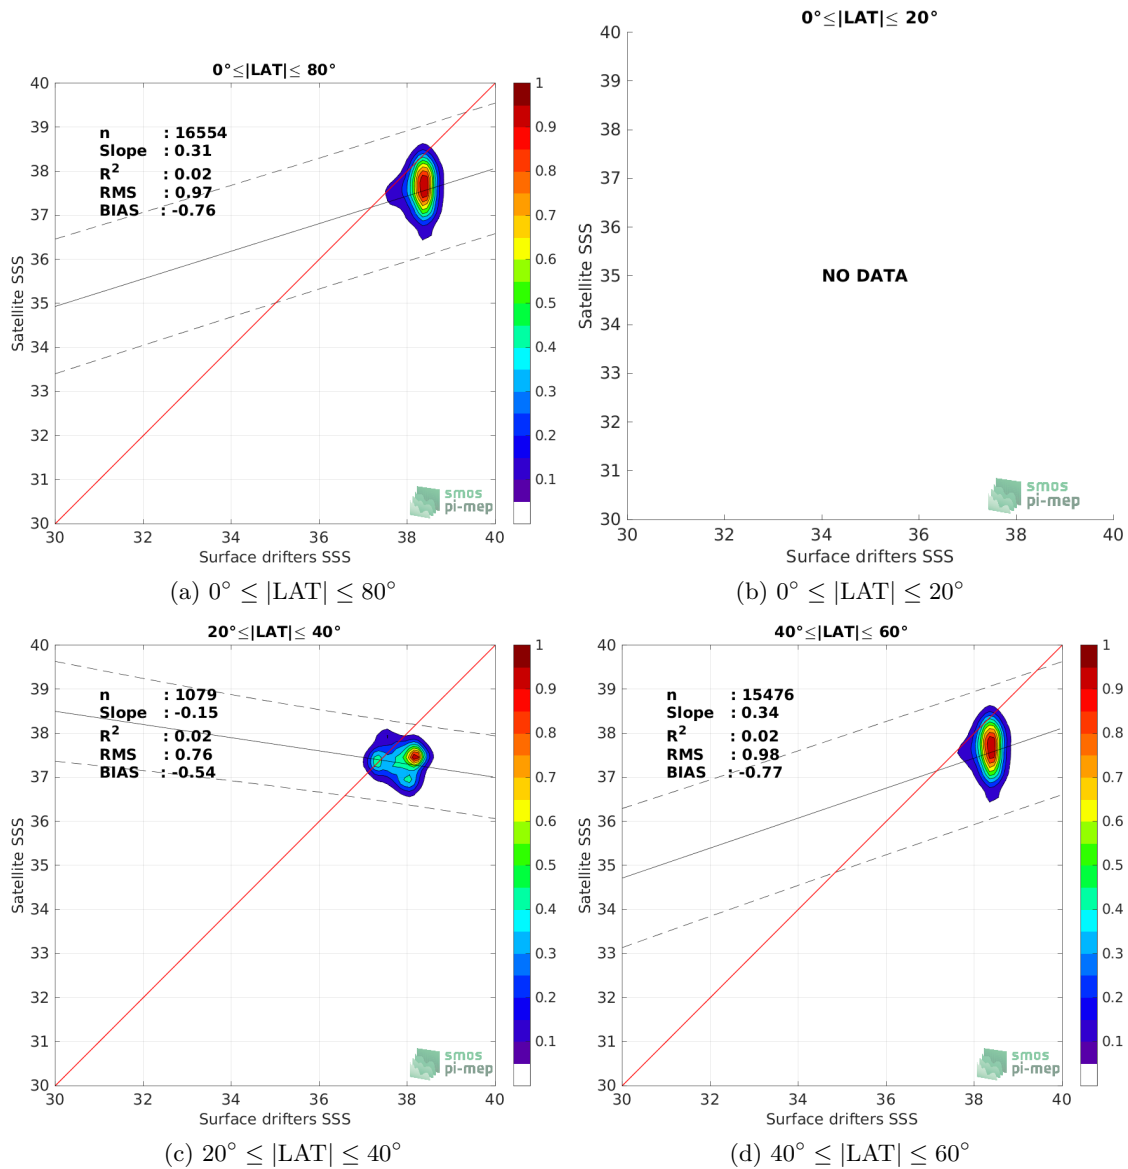 0°≤|LAT|≤ 80°
n : 16554
Slope : 0.31
R² : 0.02
RMS : 0.97
BIAS : -0.76
40
39
38
37
36
35
34
33
32
31
30
Satellite SSS
30 32 34 36 38 40
Surface drifters SSS
1
0.9
0.8
0.7
0.6
0.5
0.4
0.3
0.2
0.1
smos
pi-mep
(a) 0° ≤ |LAT| ≤ 80°
0°≤|LAT|≤ 20°
40
39
38
37
36
35
34
33
32
31
30
Satellite SSS
NO DATA
30 32 34 36 38 40
Surface drifters SSS
smos
pi-mep
(b) 0° ≤ |LAT| ≤ 20°
20°≤|LAT|≤ 40°
n : 1079
Slope : -0.15
R² : 0.02
RMS : 0.76
BIAS : -0.54
40
39
38
37
36
35
34
33
32
31
30
Satellite SSS
30 32 34 36 38 40
Surface drifters SSS
1
0.9
0.8
0.7
0.6
0.5
0.4
0.3
0.2
0.1
smos
pi-mep
(c) 20° ≤ |LAT| ≤ 40°
40°≤|LAT|≤ 60°
n : 15476
Slope : 0.34
R² : 0.02
RMS : 0.98
BIAS : -0.77
40
39
38
37
36
35
34
33
32
31
30
Satellite SSS
30 32 34 36 38 40
Surface drifters SSS
1
0.9
0.8
0.7
0.6
0.5
0.4
0.3
0.2
0.1
smos
pi-mep
(d) 40° ≤ |LAT| ≤ 60°